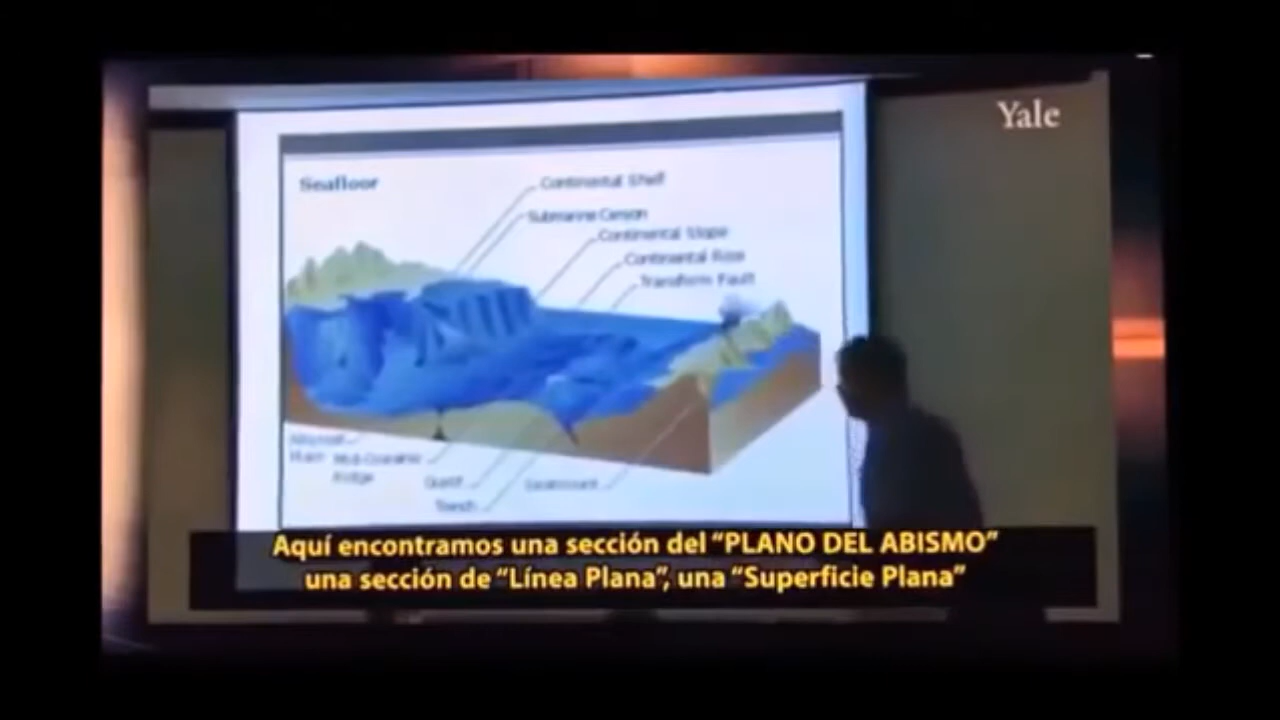 Yale
Seafloor
Continental Shelf
Submarine Canyon
Continental Slope
Continental Rise
Transform Fault
Mid-Oceanic
Ridge
Guyot
Trench
Seamount
Aquí encontramos una sección del “PLANO DEL ABISMO”
una sección de “Línea Plana”, una “Superficie Plana”